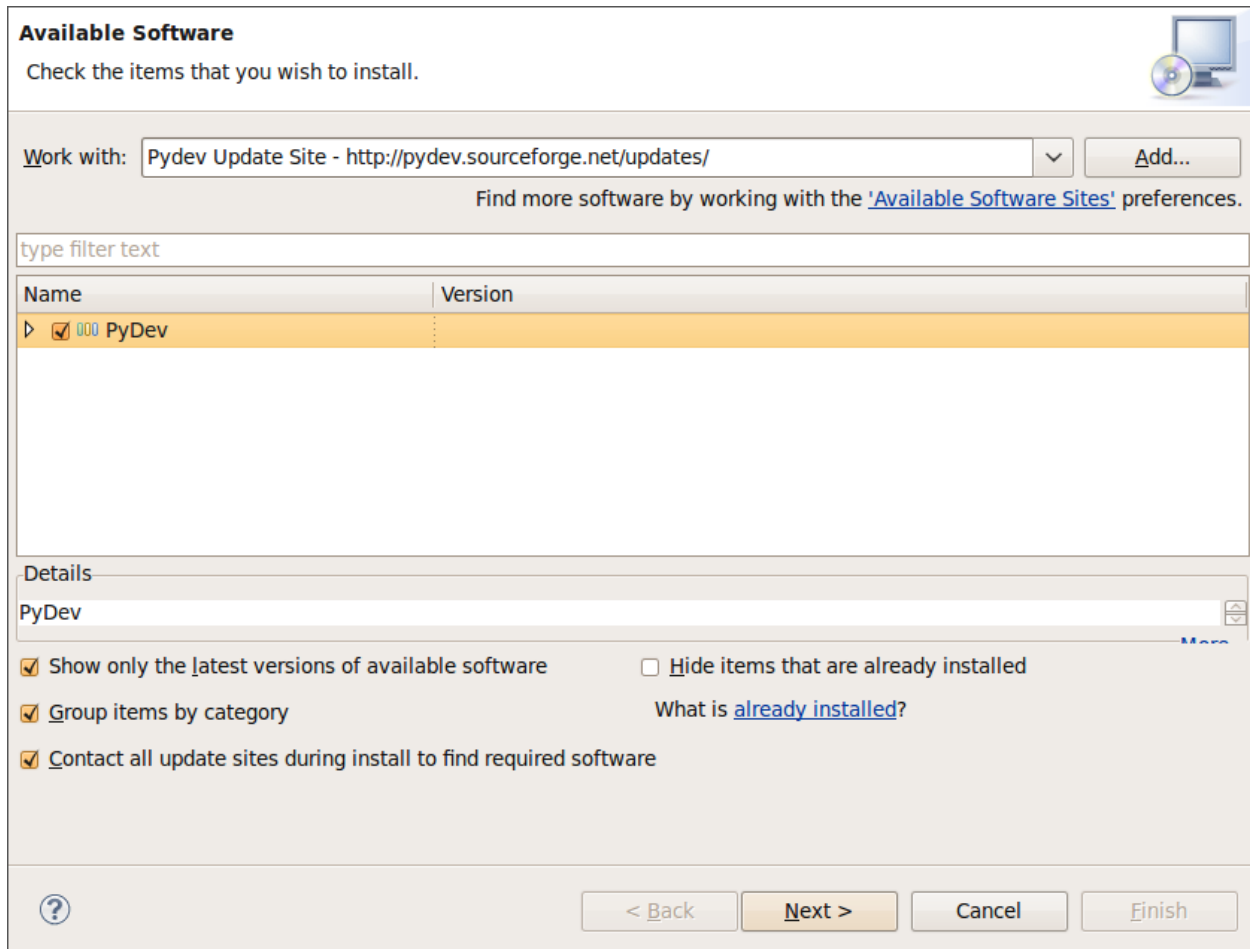 Available Software
Check the items that you wish to install.
Work with: Pydev Update Site - http://pydev.sourceforge.net/updates/ Add...
Find more software by working with the 'Available Software Sites' preferences.
type filter text
Name Version
PyDev
Details
PyDev
More...
Show only the latest versions of available software Hide items that are already installed
Group items by category What is already installed?
Contact all update sites during install to find required software
? < Back Next > Cancel Finish